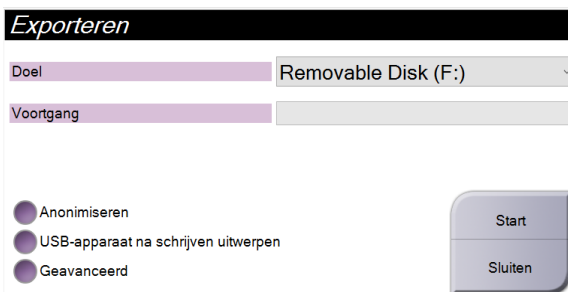 Exporteren
Doel
Removable Disk (F:)
Voortgang
Anonimiseren
USB-apparaat na schrijven uitwerpen
Geavanceerd
Start
Sluiten